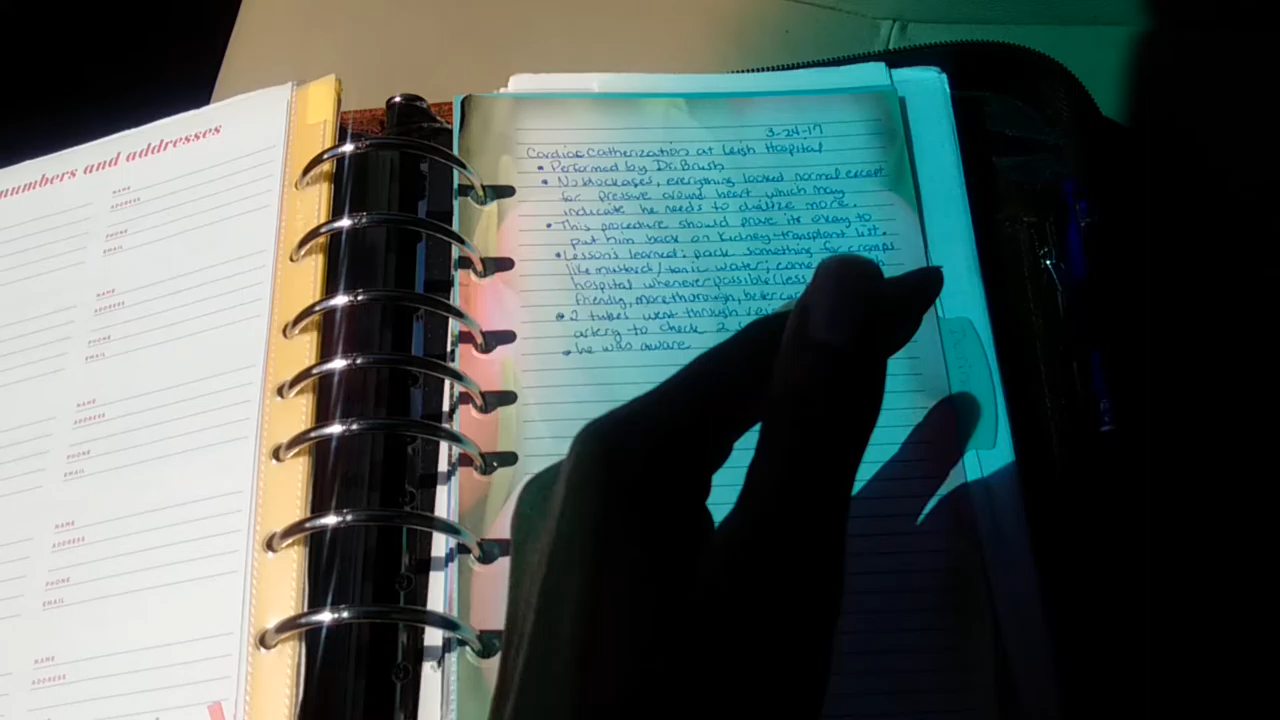 numbers and addresses
NAME
ADDRESS
PHONE
EMAIL
NAME
ADDRESS
PHONE
EMAIL
NAME
ADDRESS
PHONE
EMAIL
NAME
ADDRESS
PHONE
EMAIL
NAME
ADDRESS
3-24-17
Cardiac Catherization at Leigh Hospital
• Performed by Dr. Brush
• No blockages, everything looked normal except
for pressure around heart which may
indicate he needs to dialize more.
• This procedure should prove its okay to
put him back on Kidney-transplant list.
• Lessons learned: pack something for cramps
like mustard/tonic water; come
hospital whenever possible (less
friendly, more thorough, better
• 2 tubes went through
artery to check 2
• he was aware